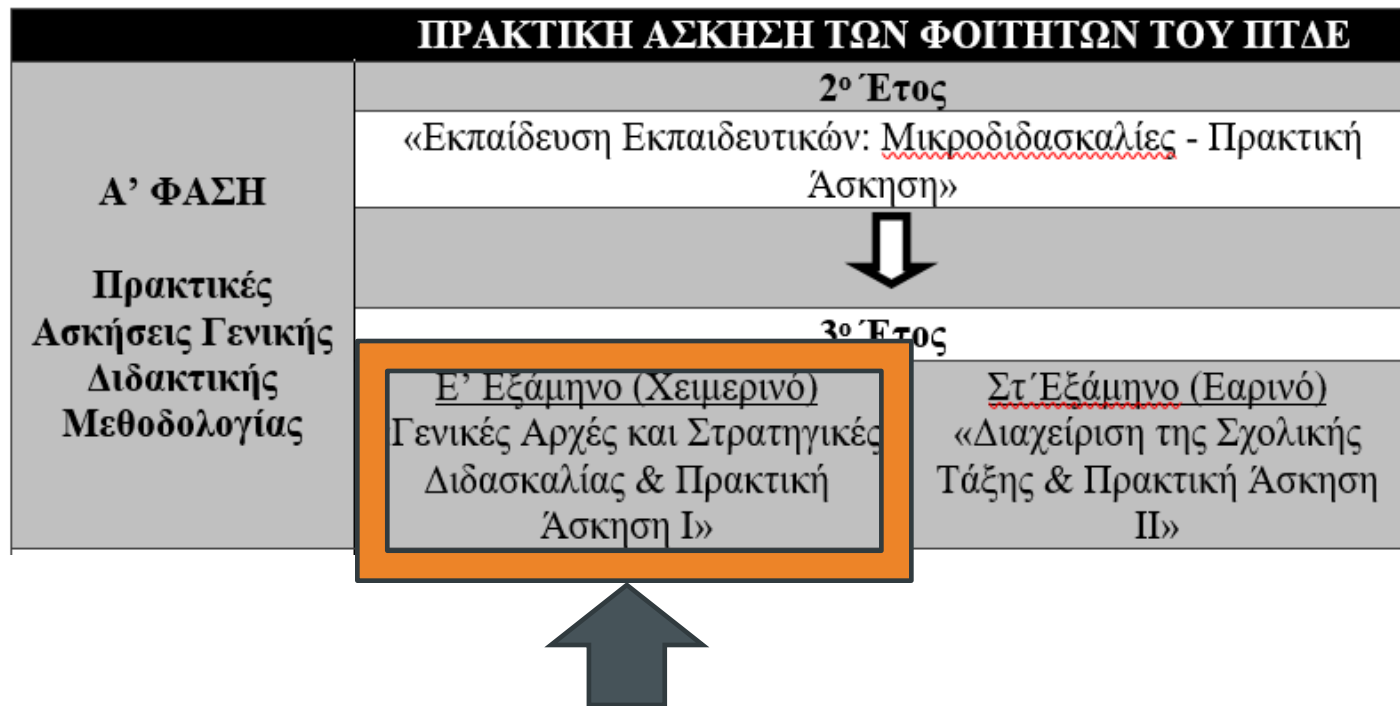 ΠΡΑΚΤΙΚΗ ΑΣΚΗΣΗ ΤΩΝ ΦΟΙΤΗΤΩΝ ΤΟΥ ΠΤΔΕ
Α’ ΦΑΣΗ
Πρακτικές
Ασκήσεις Γενικής
Διδακτικής
Μεθοδολογίας
2ο Έτος
«Εκπαίδευση Εκπαιδευτικών: Μικροδιδασκαλίες - Πρακτική
Άσκηση»
3ο Έτος
Ε’ Εξάμηνο (Χειμερινό)
«Γενικές Αρχές και Στρατηγικές
Διδασκαλίας & Πρακτική
Άσκηση Ι»
Στ΄Εξάμηνο (Εαρινό)
«Διαχείριση της Σχολικής
Τάξης & Πρακτική Άσκηση
ΙΙ»